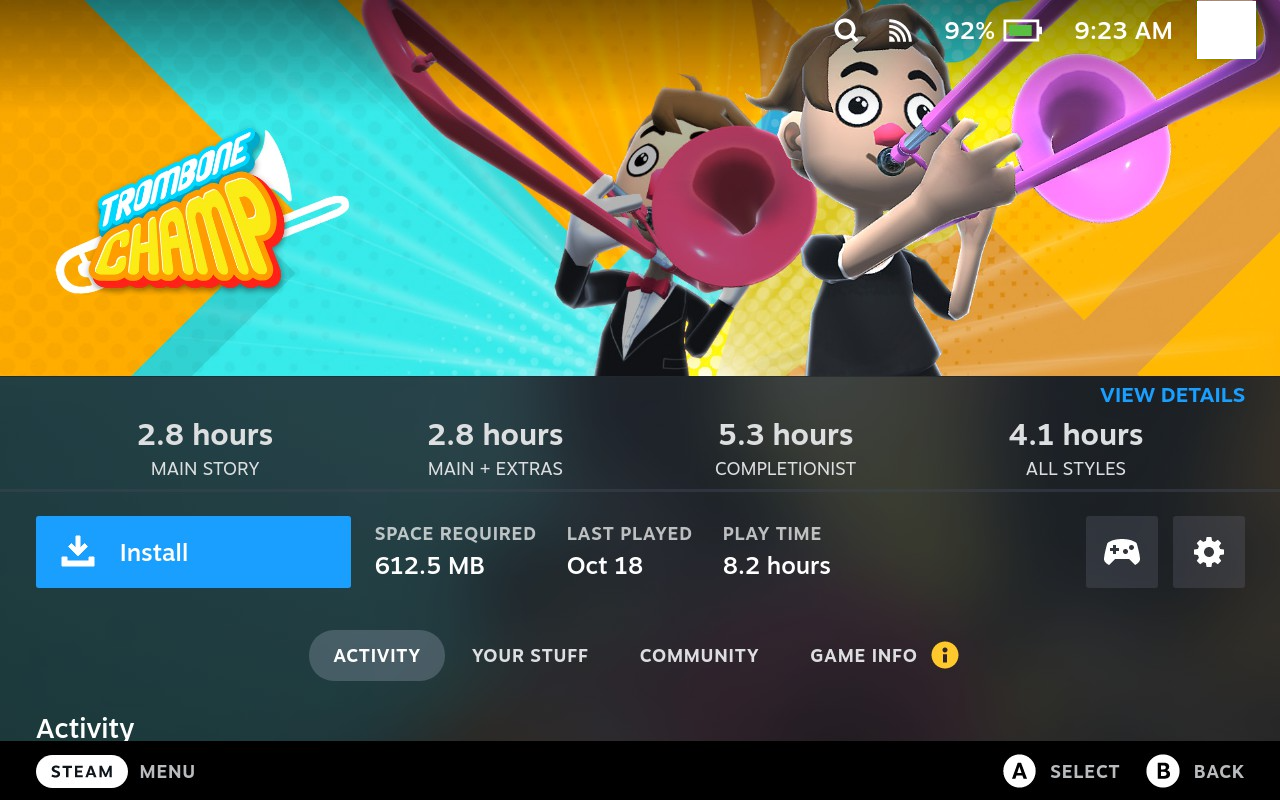 92%
9:23 AM
TROMBONE
CHAMP
VIEW DETAILS
2.8 hours
MAIN STORY
2.8 hours
MAIN + EXTRAS
5.3 hours
COMPLETIONIST
4.1 hours
ALL STYLES
Install
SPACE REQUIRED
612.5 MB
LAST PLAYED
Oct 18
PLAY TIME
8.2 hours
ACTIVITY
YOUR STUFF
COMMUNITY
GAME INFO
Activity
STEAM MENU
A SELECT
B BACK